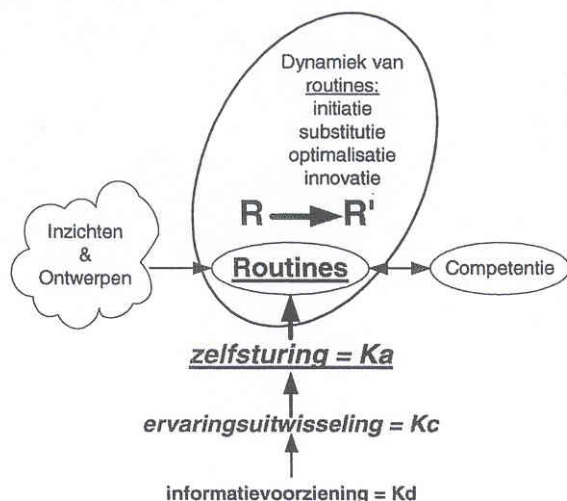 Dynamiek van
routines:
initiatie
substitutie
optimalisatie
innovatie
R R'
Inzichten
&
Ontwerpen
Routines
Competentie
zelfsturing = Ka
ervaringsuitwisseling = Kc
informatievoorziening = Kd